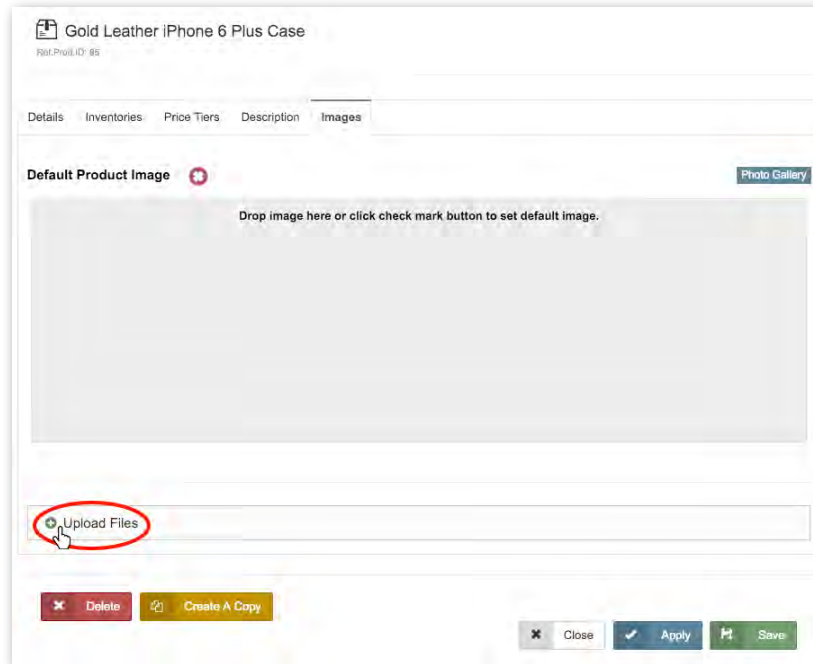 Gold Leather iPhone 6 Plus Case
Ref.Prod.ID: 95
Details Inventories Price Tiers Description Images
Default Product Image Photo Gallery
Drop image here or click check mark button to set default image.
Upload Files
Delete Create A Copy
Close Apply Save